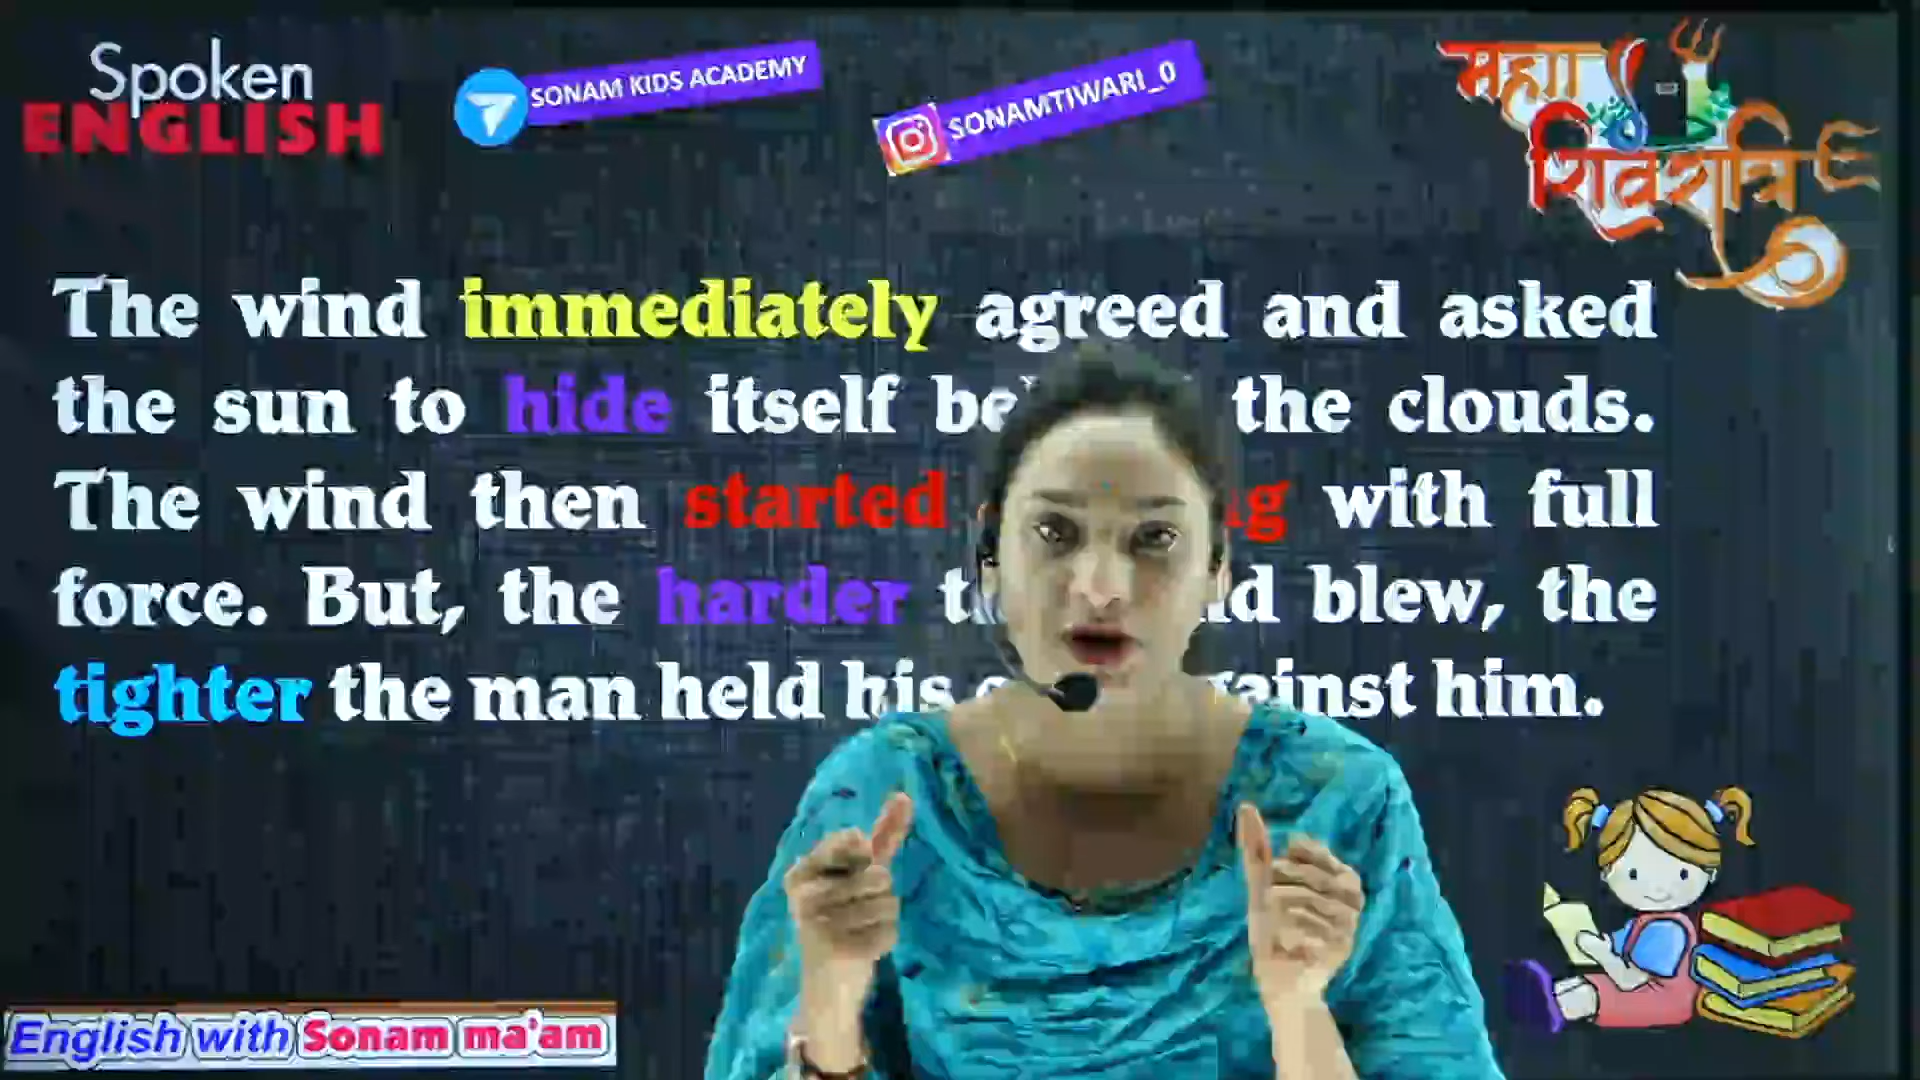 Spoken
ENGLISH
SONAM KIDS ACADEMY
SONAMTIWARI_0
महा
शिवरात्रि
The wind immediately agreed and asked
the sun to hide itself the clouds.
The wind then started with full
force. But, the harder blew, the
tighter the man held his him.
English with Sonam ma'am